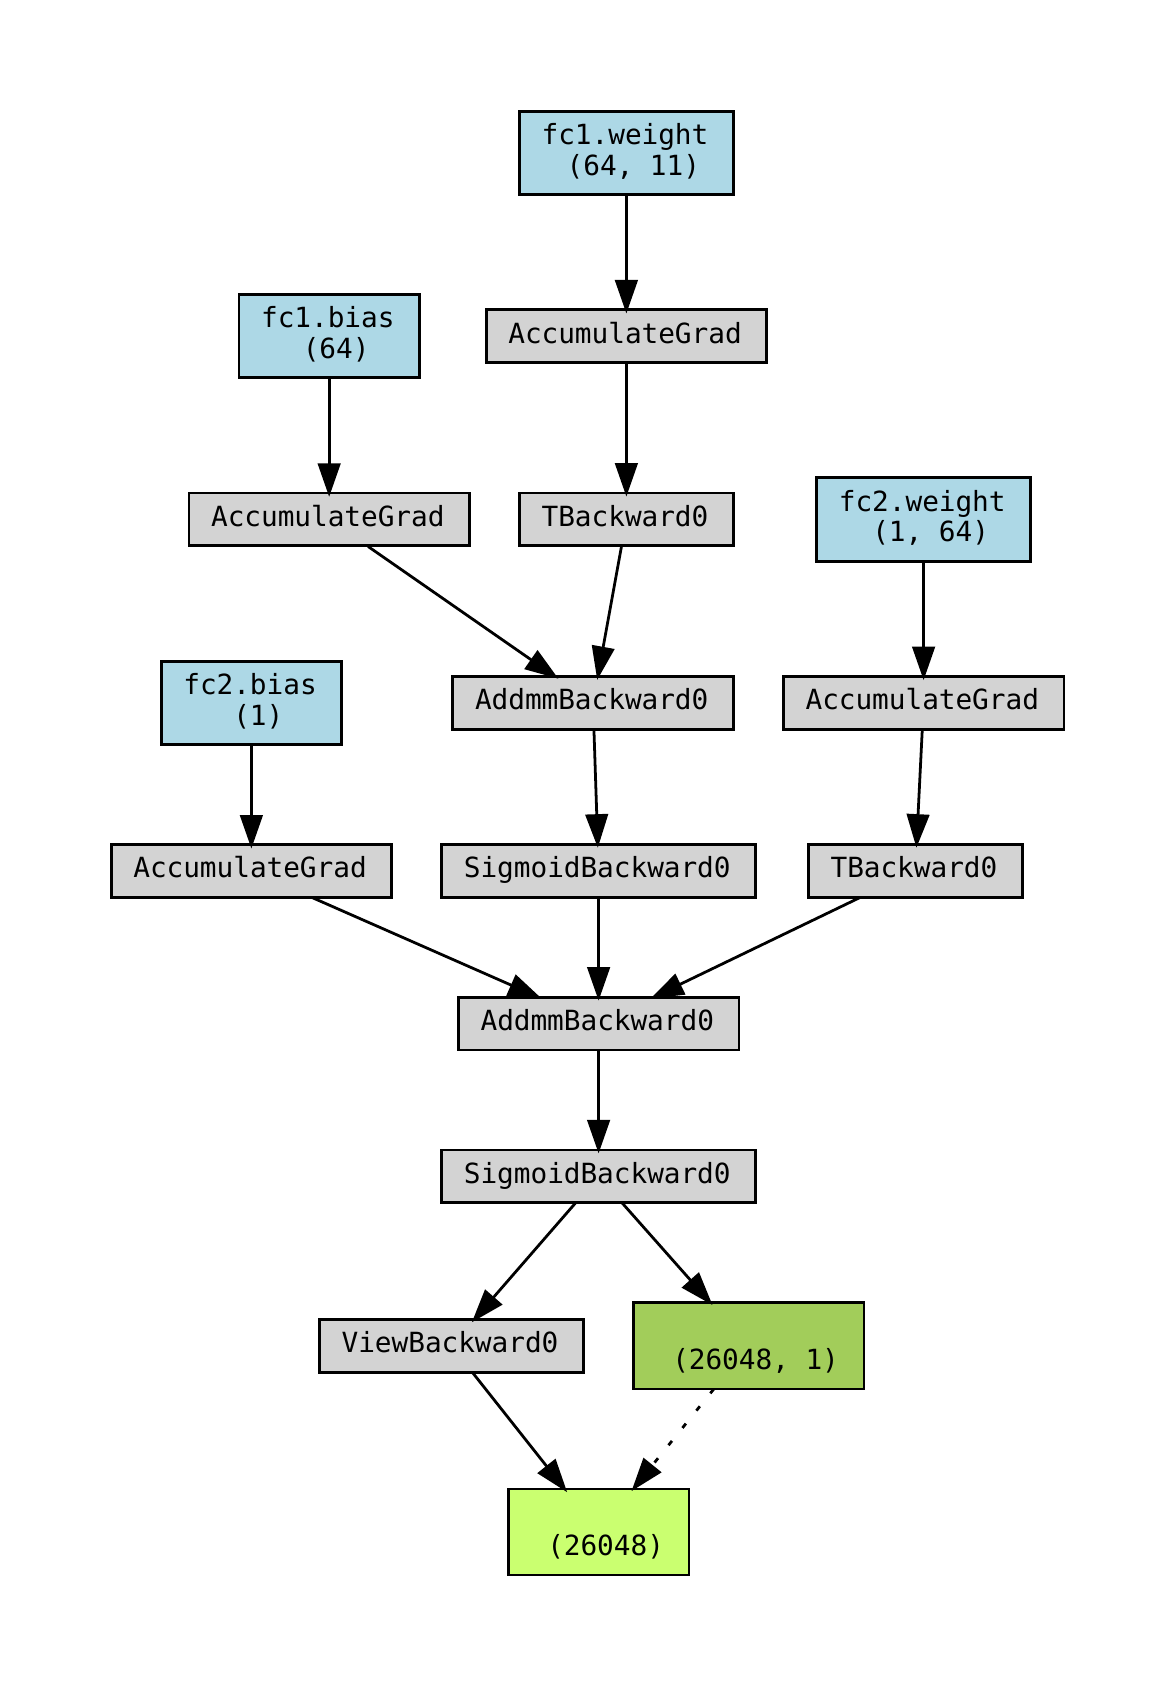 fc1.weight
(64, 11)
fc1.bias
(64)
AccumulateGrad
AccumulateGrad
TBackward0
fc2.weight
(1, 64)
fc2.bias
(1)
AddmmBackward0
AccumulateGrad
AccumulateGrad
SigmoidBackward0
TBackward0
AddmmBackward0
SigmoidBackward0
ViewBackward0
(26048, 1)
(26048)